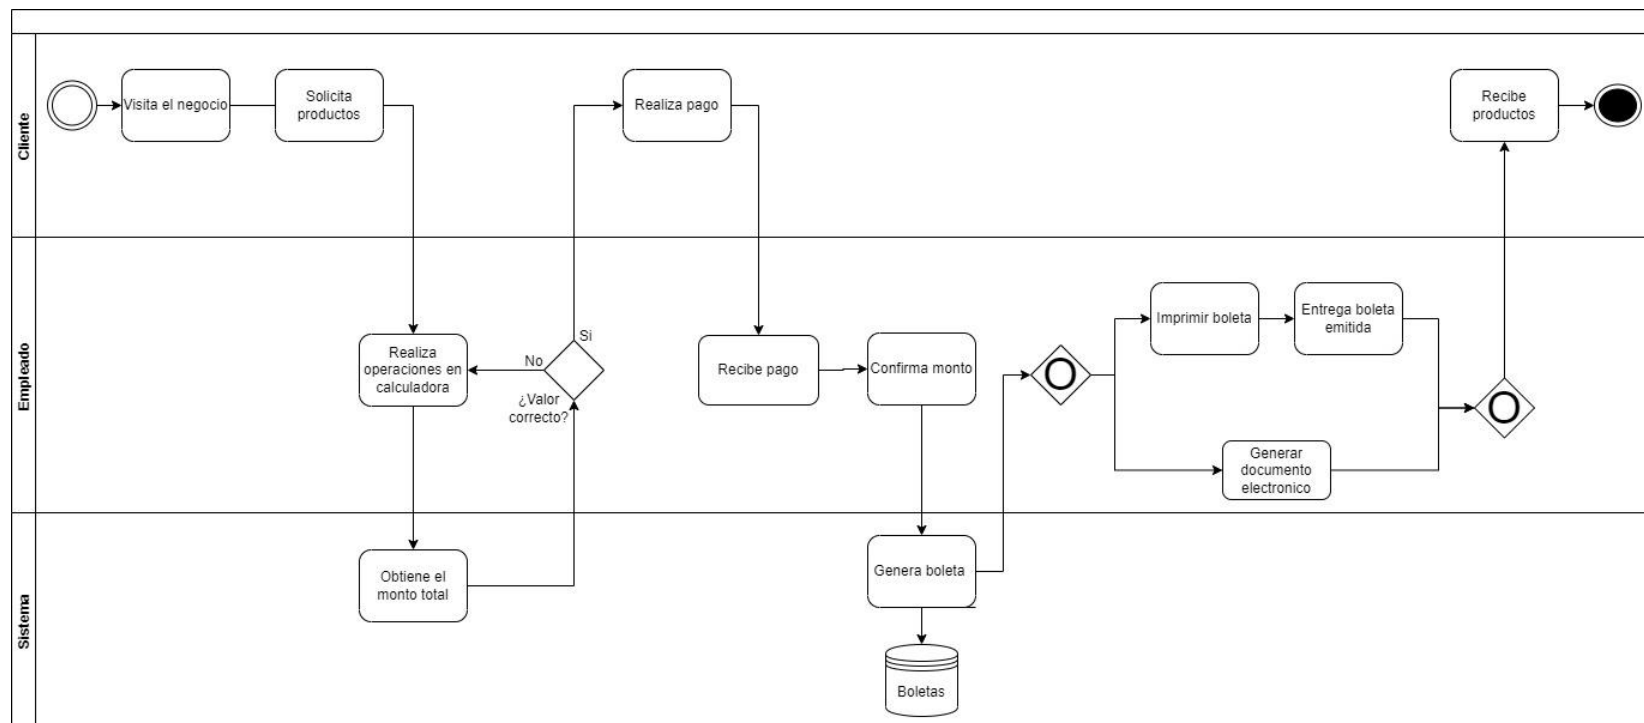 Cliente
Visita el negocio
Solicita
productos
Realiza pago
Recibe
productos
Empleado
Realiza
operaciones en
calculadora
No
Si
¿Valor
correcto?
Recibe pago
Confirma monto
Imprimir boleta
Entrega boleta
emitida
Generar
documento
electronico
Sistema
Obtiene el
monto total
Genera boleta
Boletas